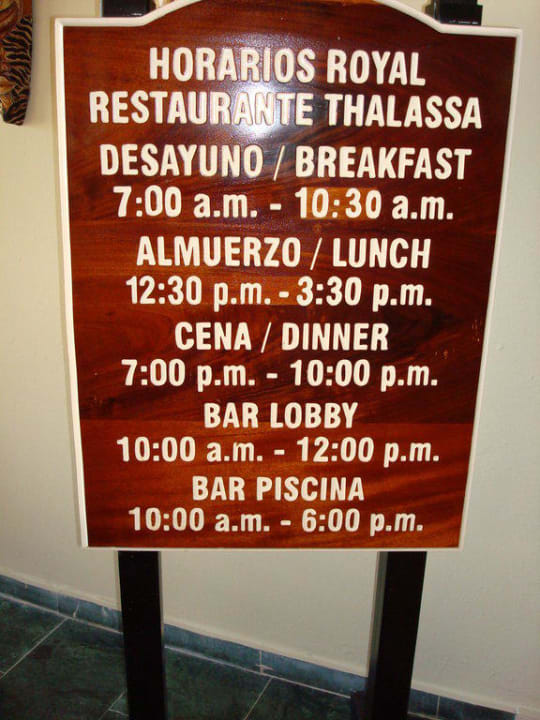 HORARIOS ROYAL
RESTAURANTE THALASSA
DESAYUNO / BREAKFAST
7:00 a.m. - 10:30 a.m.
ALMUERZO / LUNCH
12:30 p.m. - 3:30 p.m.
CENA / DINNER
7:00 p.m. - 10:00 p.m.
BAR LOBBY
10:00 a.m. - 12:00 p.m.
BAR PISCINA
10:00 a.m. - 6:00 p.m.